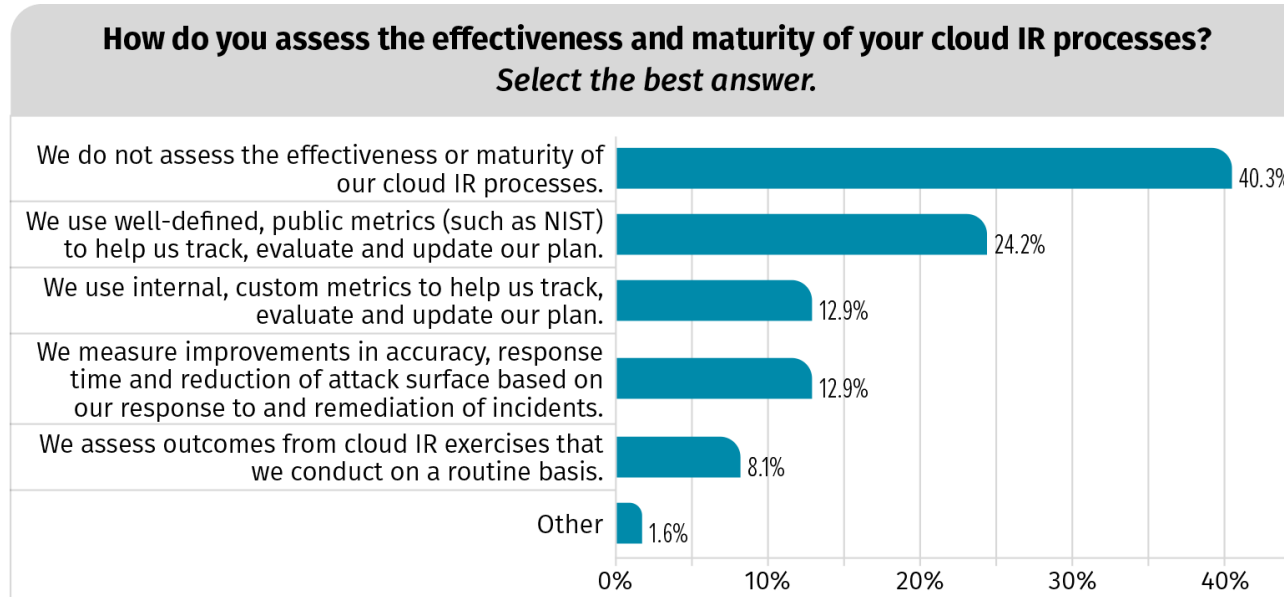 How do you assess the effectiveness and maturity of your cloud IR processes?
Select the best answer.
We do not assess the effectiveness or maturity of
our cloud IR processes.
40.3%
We use well-defined, public metrics (such as NIST)
to help us track, evaluate and update our plan.
24.2%
We use internal, custom metrics to help us track,
evaluate and update our plan.
12.9%
We measure improvements in accuracy, response
time and reduction of attack surface based on
our response to and remediation of incidents.
12.9%
We assess outcomes from cloud IR exercises that
we conduct on a routine basis.
8.1%
Other
1.6%
0% 10% 20% 30% 40%